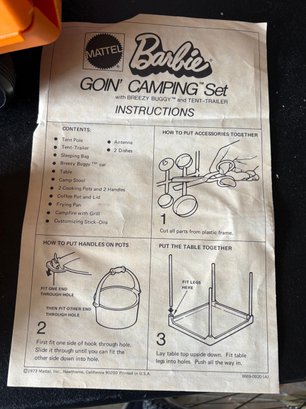 MATTEL
Barbie
GOIN' CAMPING™ Set
with BREEZY BUGGY™ and TENT-TRAILER
INSTRUCTIONS
CONTENTS:
• Tent Pole
• Tent-Trailer
• Sleeping Bag
• Breezy Buggy™ car
• Table
• Camp Stool
• 2 Cooking Pots and 2 Handles
• Coffee Pot and Lid
• Frying Pan
• Campfire with Grill
• Customizing Stick-Ons
• Antenna
• 2 Dishes
HOW TO PUT ACCESSORIES TOGETHER
1
Cut all parts from plastic frame.
HOW TO PUT HANDLES ON POTS
FIT ONE END
THROUGH HOLE
THEN FIT OTHER END
INTO HOLE
2
First fit one side of hook through hole.
Slide it through until you can fit the
other side down into hole.
PUT THE TABLE TOGETHER
FIT LEGS
HERE
3
Lay table top upside down. Fit table
legs into holes. Push all the way in.
©1972 Mattel, Inc., Hawthorne, California 90250 Printed in U.S.A.